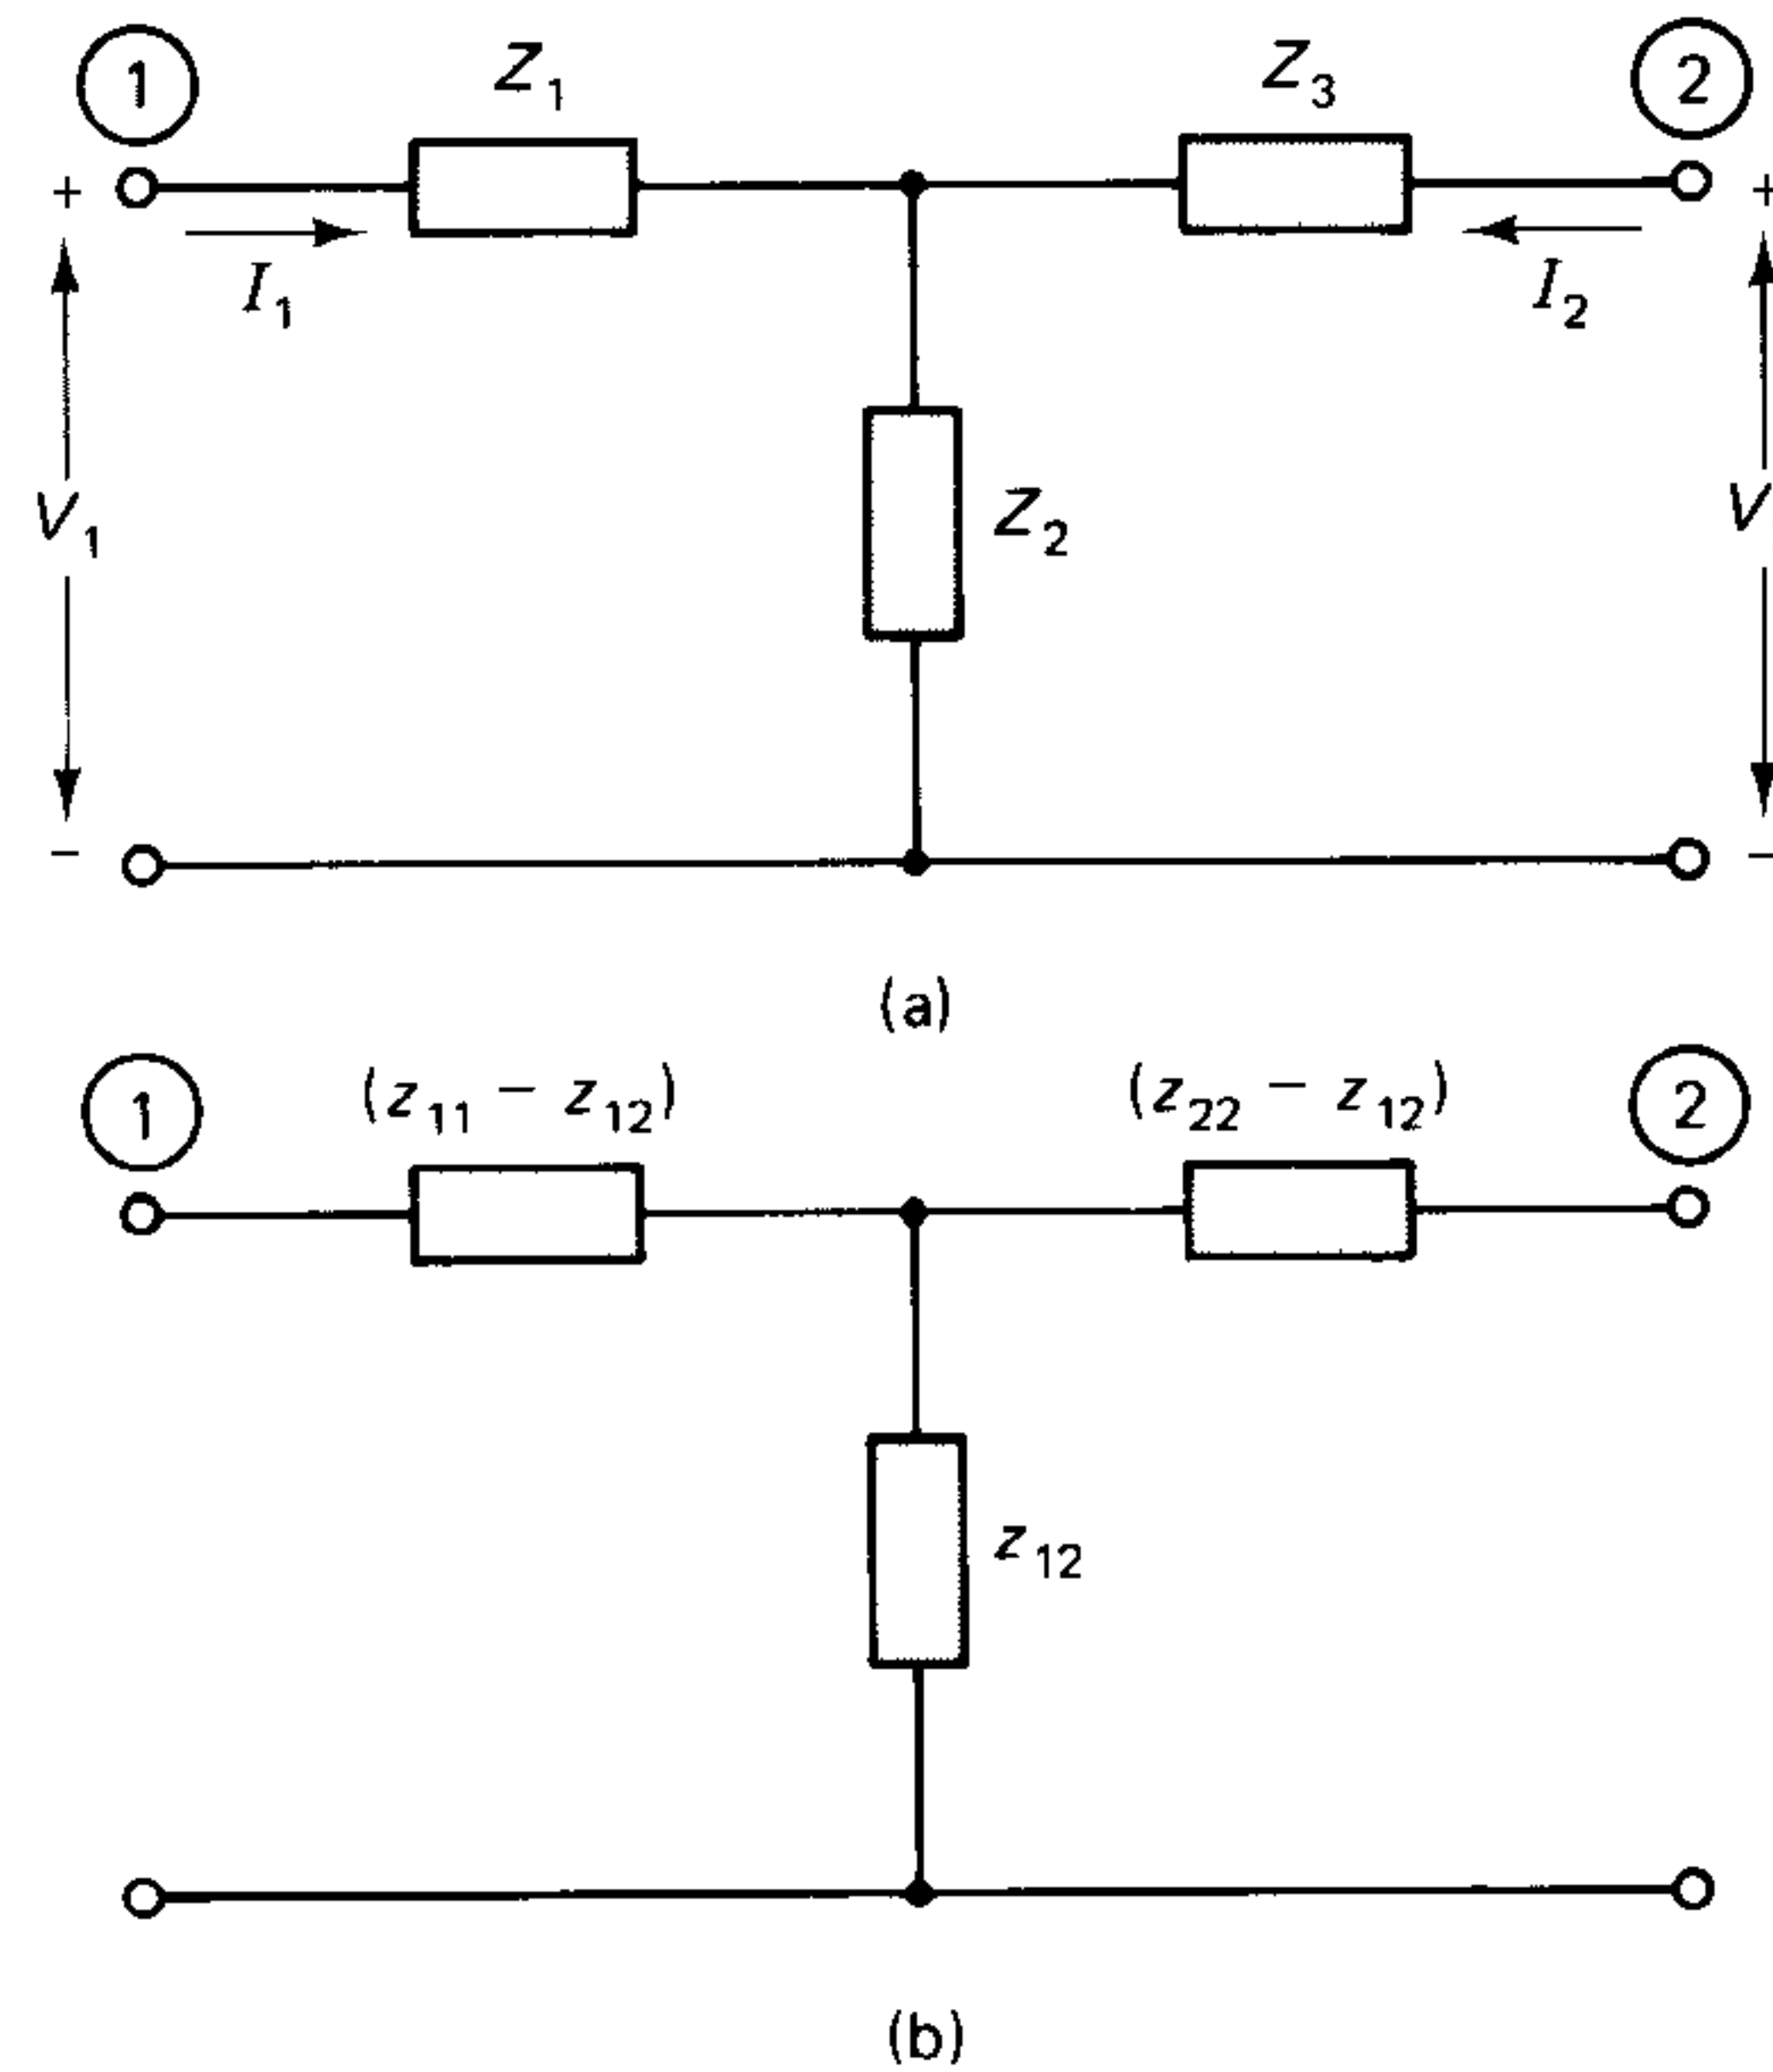 1 Z1 Z3 2
+ +
I1 I2
V1 Z2 V
− −
(a)
1 (z11 − z12) (z22 − z12) 2
z12
(b)